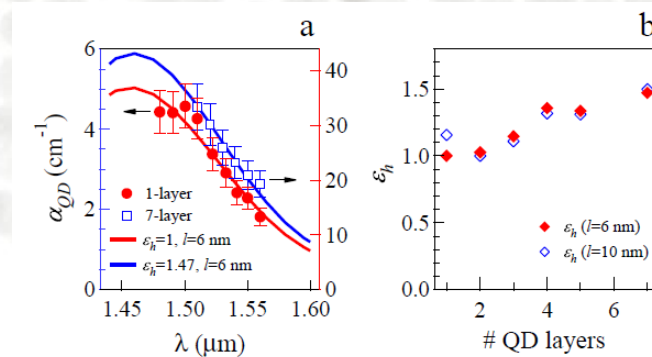 a
b
6
4
2
0
α_QD (cm⁻¹)
40
30
20
10
0
1-layer
7-layer
ε_h=1, l=6 nm
ε_h=1.47, l=6 nm
1.45 1.50 1.55 1.60
λ (μm)
1.5
1.0
0.5
0.0
ε_h
ε_h (l=6 nm)
ε_h (l=10 nm)
2 4 6
# QD layers